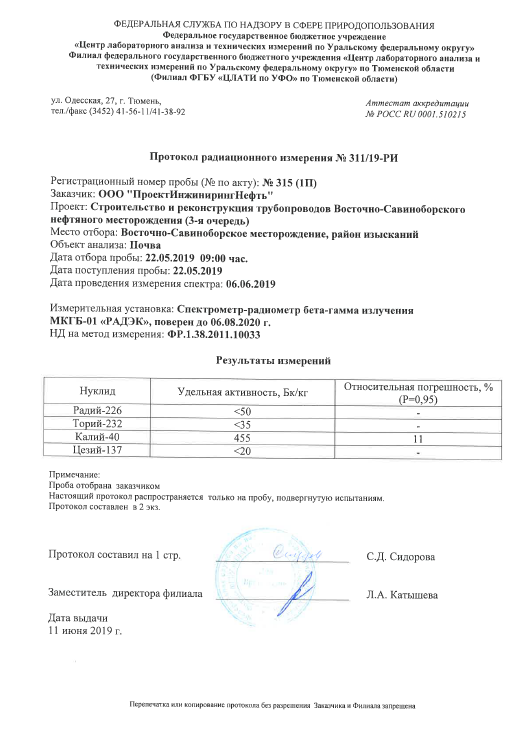 ФЕДЕРАЛЬНАЯ СЛУЖБА ПО НАДЗОРУ В СФЕРЕ ПРИРОДОПОЛЬЗОВАНИЯ
Федеральное государственное бюджетное учреждение
«Центр лабораторного анализа и технических измерений по Уральскому федеральному округу»
Филиал федерального государственного бюджетного учреждения «Центр лабораторного анализа и
технических измерений по Уральскому федеральному округу» по Тюменской области
(Филиал ФГБУ «ЦЛАТИ по УФО» по Тюменской области)
ул. Одесская, 27, г. Тюмень,
тел./факс (3452) 41-56-11/41-38-92
Аттестат аккредитации
№ РОСС RU 0001.510215
Протокол радиационного измерения № 311/19-РИ
Регистрационный номер пробы (№ по акту): № 315 (1П)
Заказчик: ООО "ПроектИнжинирингНефть"
Проект: Строительство и реконструкция трубопроводов Восточно-Савиноборского
нефтяного месторождения (3-я очередь)
Место отбора: Восточно-Савиноборское месторождение, район изысканий
Объект анализа: Почва
Дата отбора пробы: 22.05.2019 09:00 час.
Дата поступления пробы: 22.05.2019
Дата проведения измерения спектра: 06.06.2019
Измерительная установка: Спектрометр-радиометр бета-гамма излучения
МКГБ-01 «РАДЭК», поверен до 06.08.2020 г.
НД на метод измерения: ФР.1.38.2011.10033
Результаты измерений
Нуклид Удельная активность, Бк/кг Относительная погрешность, % (Р=0,95)
Радий-226 <50 -
Торий-232 <35 -
Калий-40 455 11
Цезий-137 <20 -
Примечание:
Проба отобрана заказчиком
Настоящий протокол распространяется только на пробу, подвергнутую испытаниям.
Протокол составлен в 2 экз.
Протокол составил на 1 стр. С.Д. Сидорова
Заместитель директора филиала Л.А. Катышева
Дата выдачи
11 июня 2019 г.
Перепечатка или копирование протокола без разрешения Заказчика и Филиала запрещена